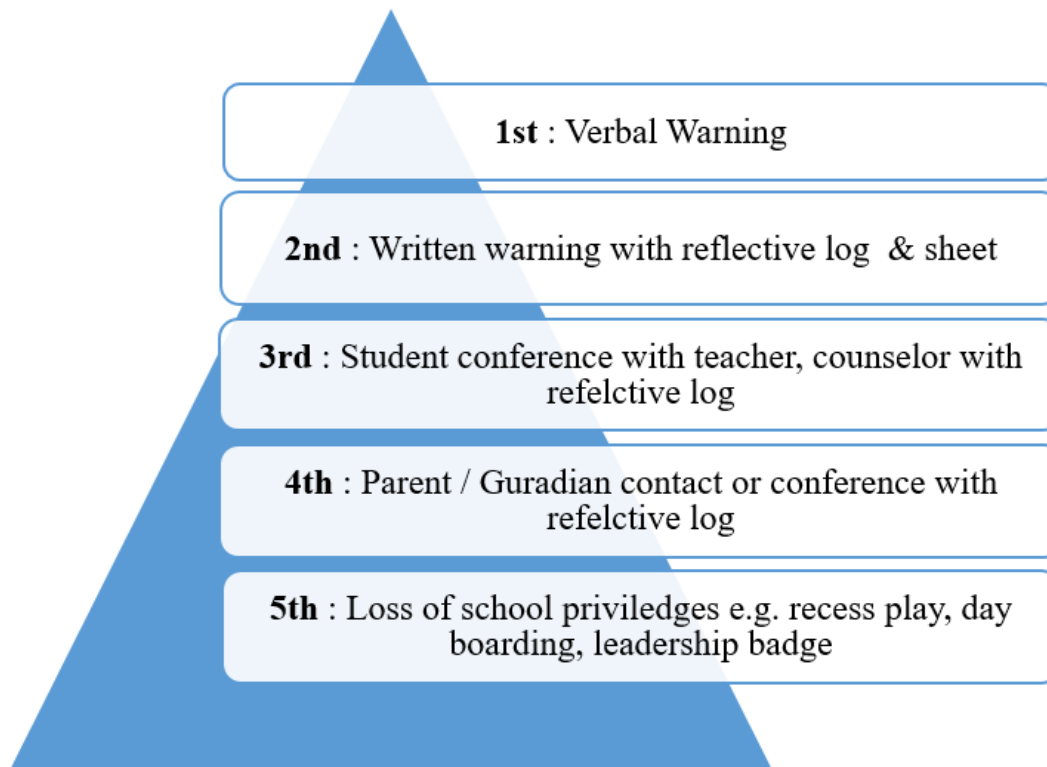 1st : Verbal Warning
2nd : Written warning with reflective log & sheet
3rd : Student conference with teacher, counselor with
refelctive log
4th : Parent / Guradian contact or conference with
refelctive log
5th : Loss of school priviledges e.g. recess play, day
boarding, leadership badge